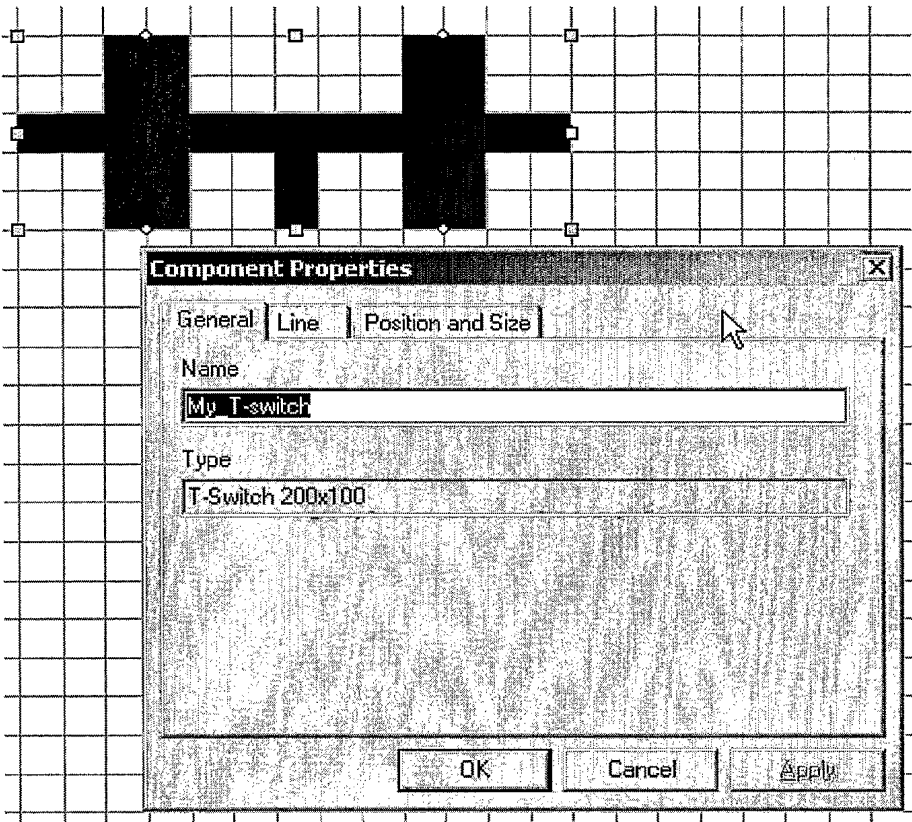 Component Properties
General Line Position and Size
Name
My_T-switch
Type
T-Switch 200x100
OK Cancel Apply